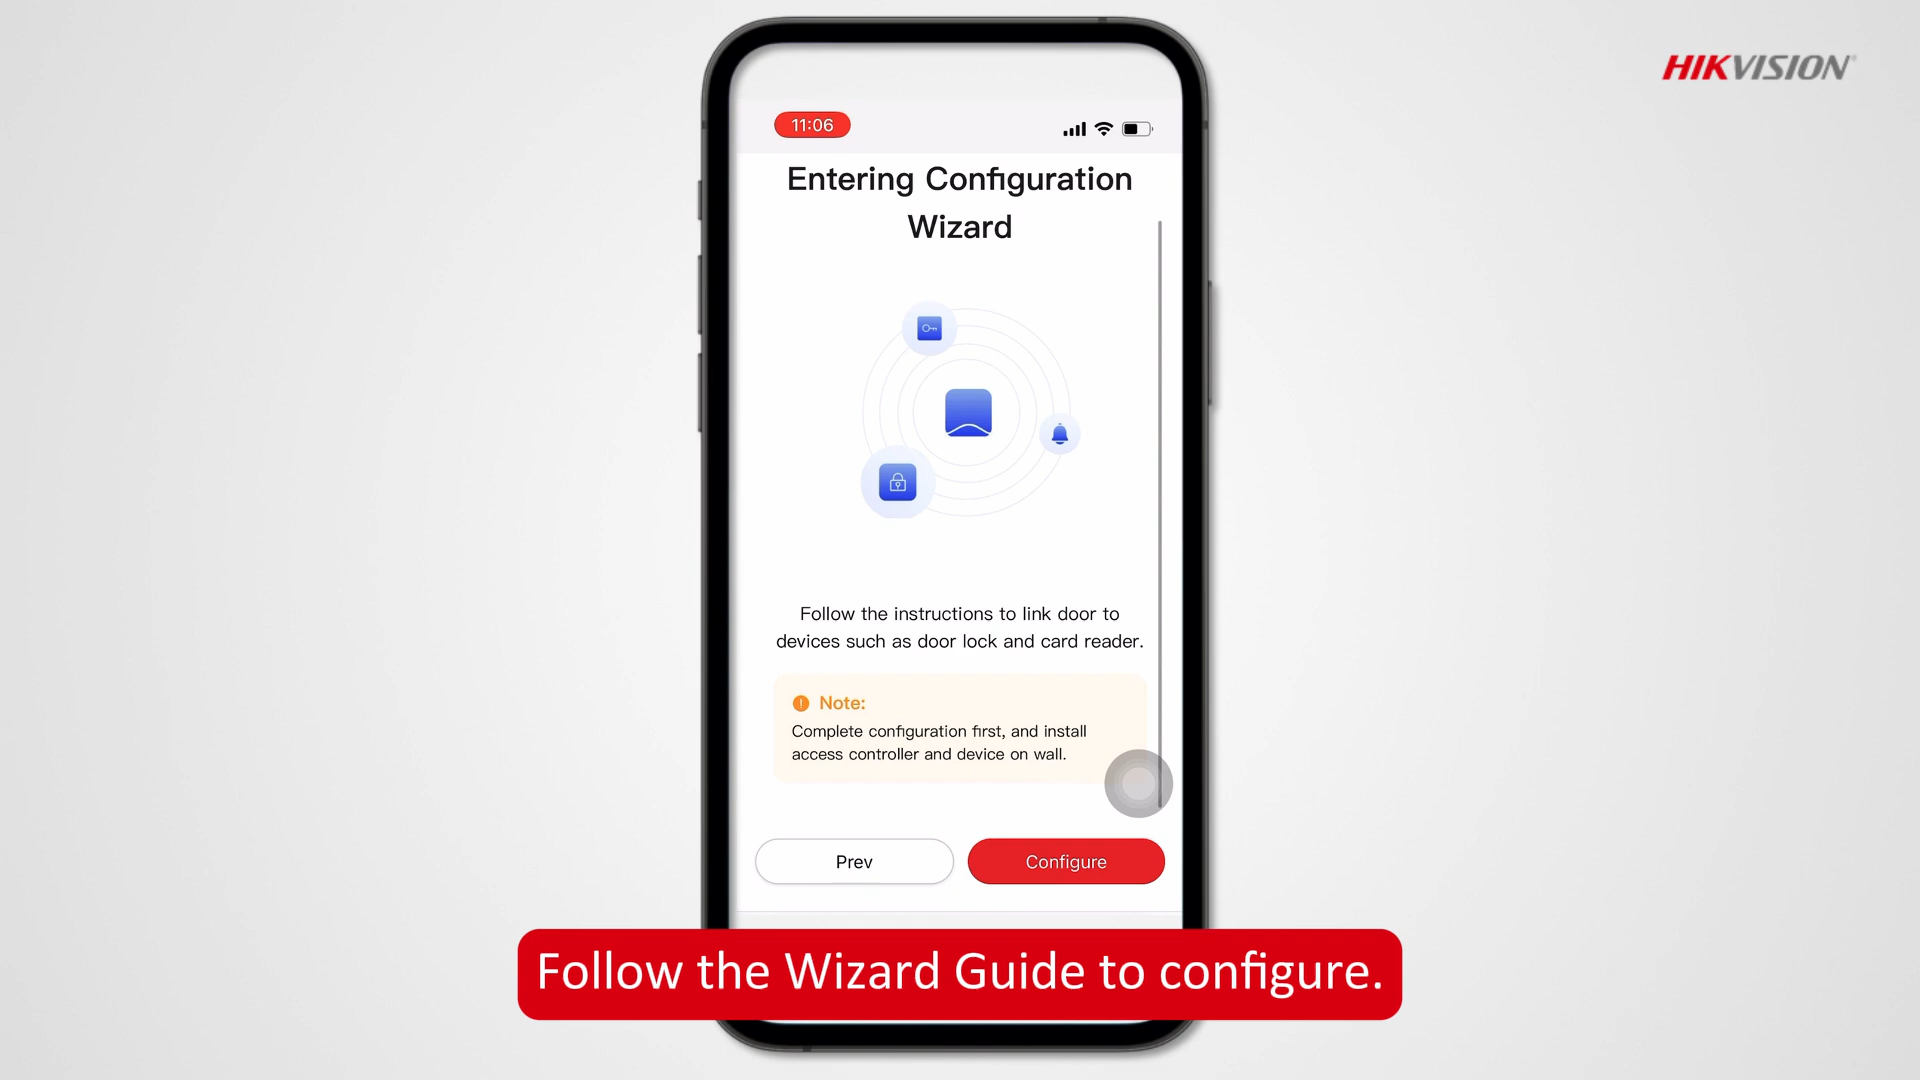 HIKVISION
11:06
Entering Configuration
Wizard
Follow the instructions to link door to
devices such as door lock and card reader.
Note:
Complete configuration first, and install
access controller and device on wall.
Prev
Configure
Follow the Wizard Guide to configure.